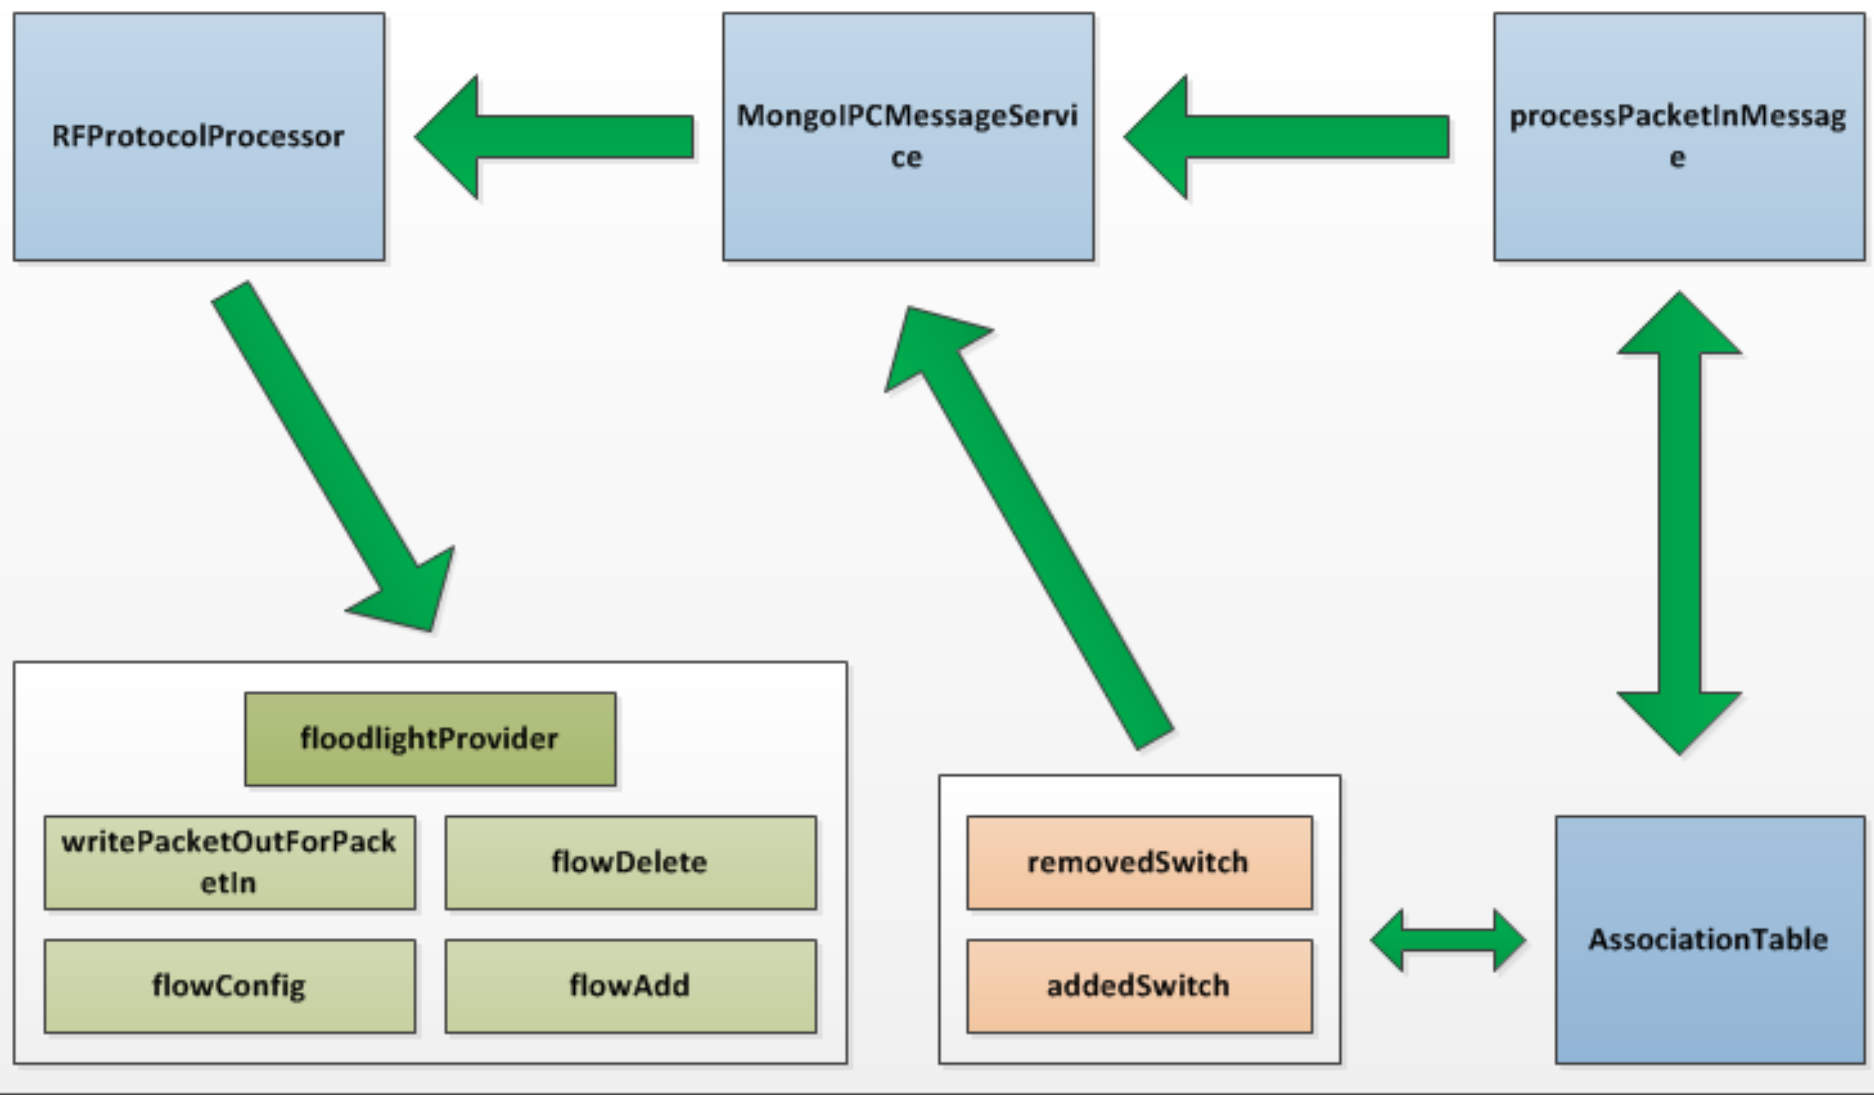 RFProtocolProcessor
MongoIPCMessageServi
ce
processPacketInMessag
e
floodlightProvider
writePacketOutForPack
etIn
flowDelete
flowConfig
flowAdd
removedSwitch
addedSwitch
AssociationTable